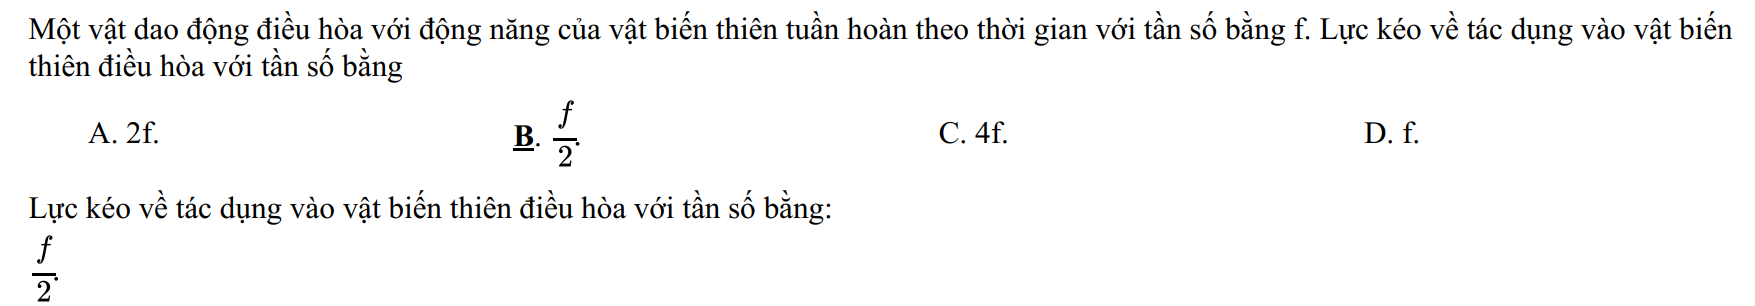 Một vật dao động điều hòa với động năng của vật biến thiên tuần hoàn theo thời gian với tần số bằng f. Lực kéo về tác dụng vào vật biến
thiên điều hòa với tần số bằng
A. 2f. B. f/2. C. 4f. D. f.
Lực kéo về tác dụng vào vật biến thiên điều hòa với tần số bằng:
f/2.